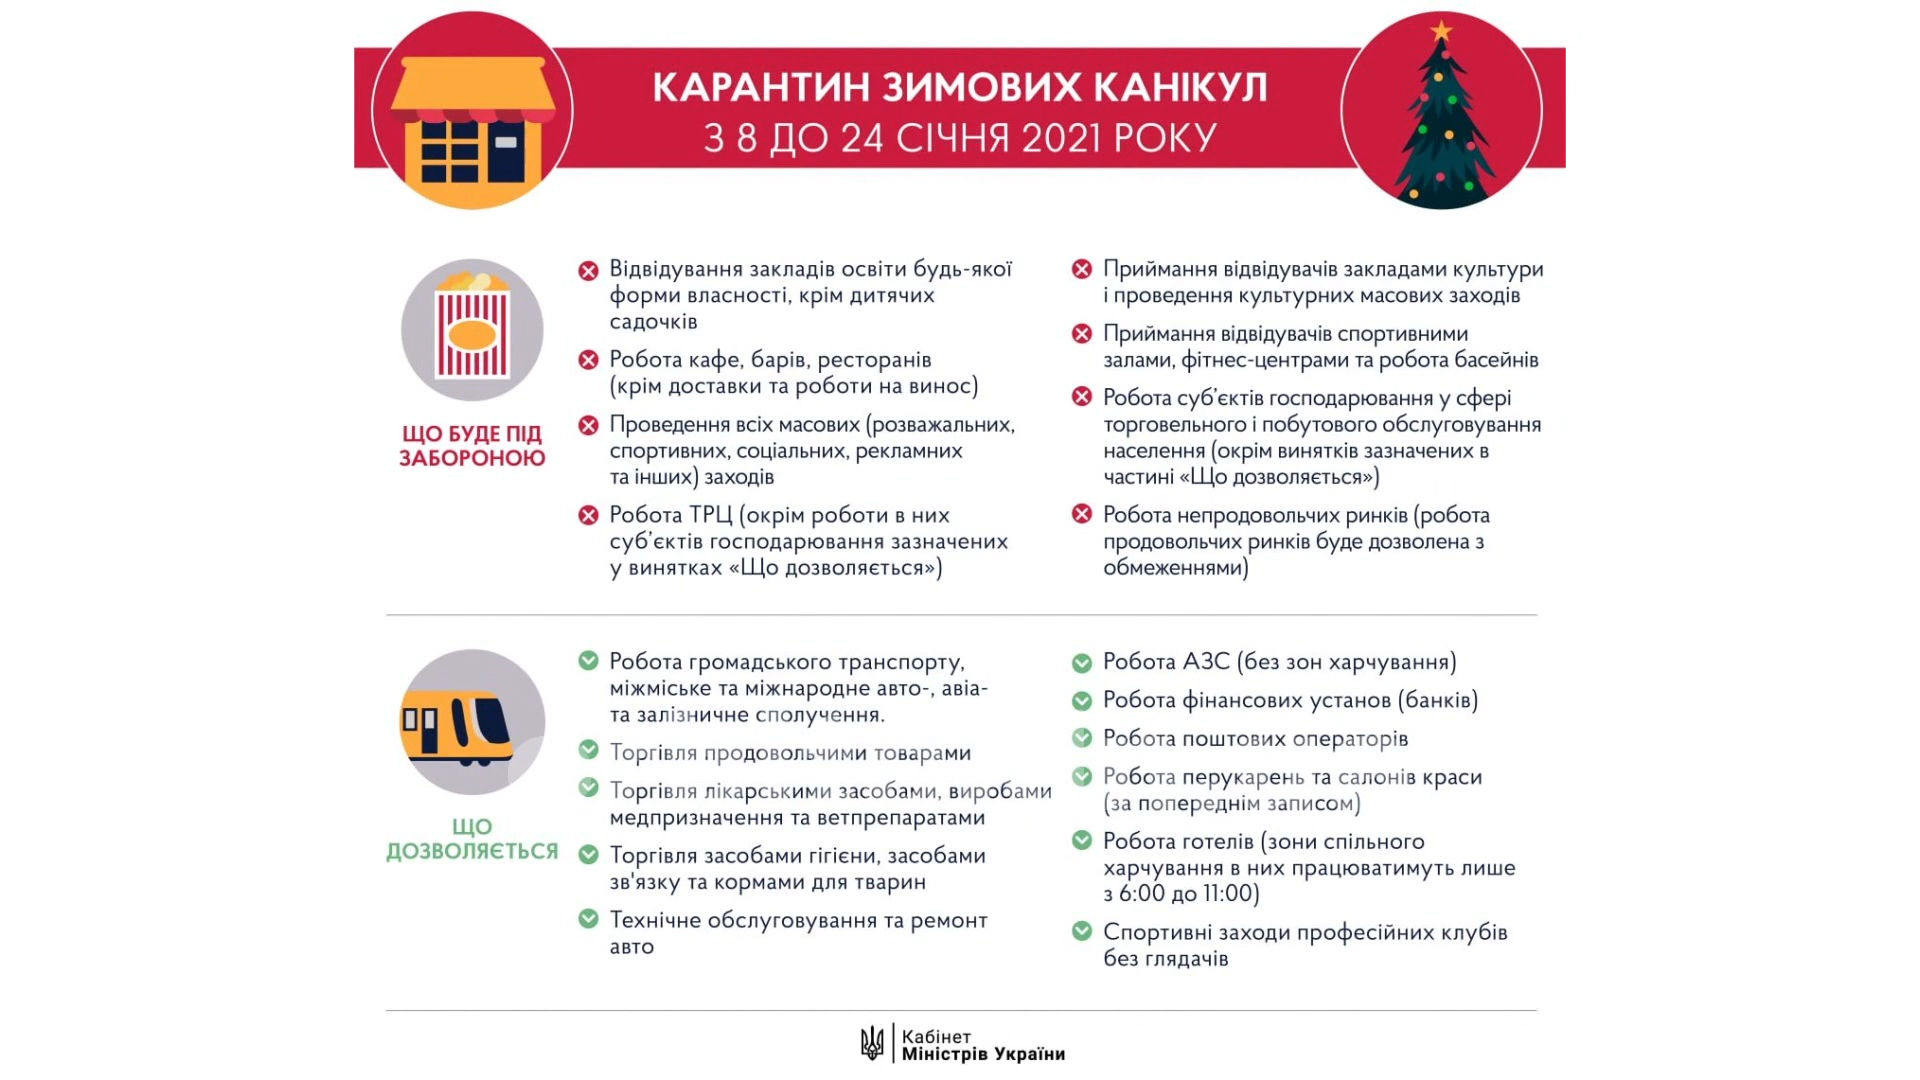 КАРАНТИН ЗИМОВИХ КАНІКУЛ
З 8 ДО 24 СІЧНЯ 2021 РОКУ
ЩО БУДЕ ПІД
ЗАБОРОНОЮ
Відвідування закладів освіти будь-якої
форми власності, крім дитячих
садочків
Робота кафе, барів, ресторанів
(крім доставки та роботи на винос)
Проведення всіх масових (розважальних,
спортивних, соціальних, рекламних
та інших) заходів
Робота ТРЦ (окрім роботи в них
суб’єктів господарювання зазначених
у винятках «Що дозволяється»)
Приймання відвідувачів закладами культури
і проведення культурних масових заходів
Приймання відвідувачів спортивними
залами, фітнес-центрами та робота басейнів
Робота суб’єктів господарювання у сфері
торговельного і побутового обслуговування
населення (окрім винятків зазначених в
частині «Що дозволяється»)
Робота непродовольчих ринків (робота
продовольчих ринків буде дозволена з
обмеженнями)
ЩО
ДОЗВОЛЯЄТЬСЯ
Робота громадського транспорту,
міжміське та міжнародне авто-, авіа-
та залізничне сполучення.
Торгівля продовольчими товарами
Торгівля лікарськими засобами, виробами
медпризначення та ветпрепаратами
Торгівля засобами гігієни, засобами
зв'язку та кормами для тварин
Технічне обслуговування та ремонт
авто
Робота АЗС (без зон харчування)
Робота фінансових установ (банків)
Робота поштових операторів
Робота перукарень та салонів краси
(за попереднім записом)
Робота готелів (зони спільного
харчування в них працюватимуть лише
з 6:00 до 11:00)
Спортивні заходи професійних клубів
без глядачів
Кабінет
Міністрів України